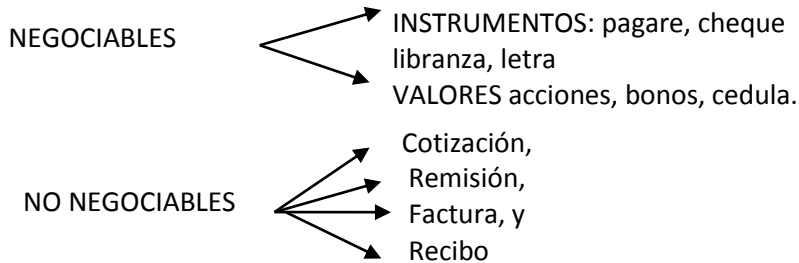 NEGOCIABLES
INSTRUMENTOS: pagare, cheque
libranza, letra
VALORES acciones, bonos, cedula.
NO NEGOCIABLES
Cotización,
Remisión,
Factura, y
Recibo